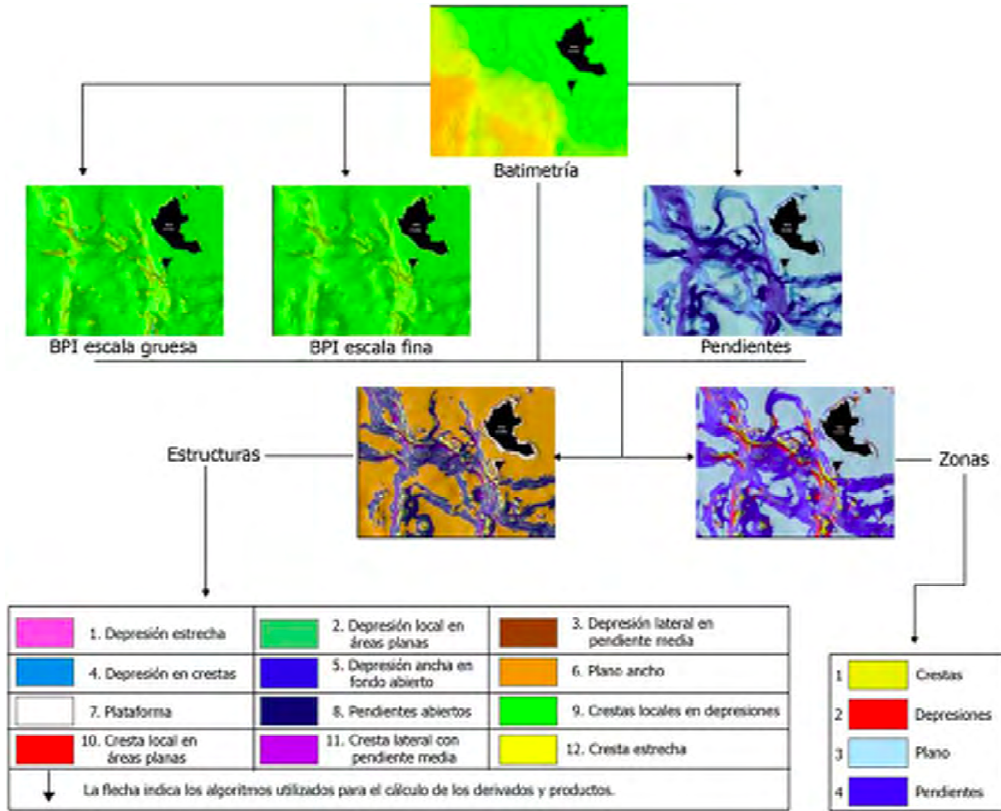 Batimetría
BPI escala gruesa
BPI escala fina
Pendientes
Estructuras
Zonas
1. Depresión estrecha
2. Depresión local en
áreas planas
3. Depresión lateral en
pendiente media
4. Depresión en crestas
5. Depresión ancha en
fondo abierto
6. Plano ancho
7. Plataforma
8. Pendientes abiertos
9. Crestas locales en depresiones
10. Cresta local en
áreas planas
11. Cresta lateral con
pendiente media
12. Cresta estrecha
La flecha indica los algoritmos utilizados para el cálculo de los derivados y productos.
1 Crestas
2 Depresiones
3 Plano
4 Pendientes